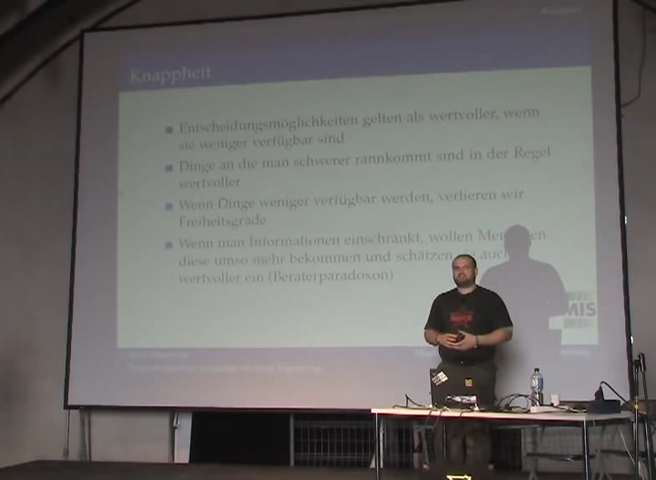 Knappheit
Entscheidungsmöglichkeiten gelten als wertvoller, wenn
sie weniger verfügbar sind
Dinge an die man schwerer rannkommt sind in der Regel
wertvoller
Wenn Dinge weniger verfügbar werden, verlieren wir
Freiheitsgrade
Wenn man Informationen einschränkt, wollen
diese umso mehr bekommen und schätzen auch
wertvoller ein (Beraterparadoxon)
MIS